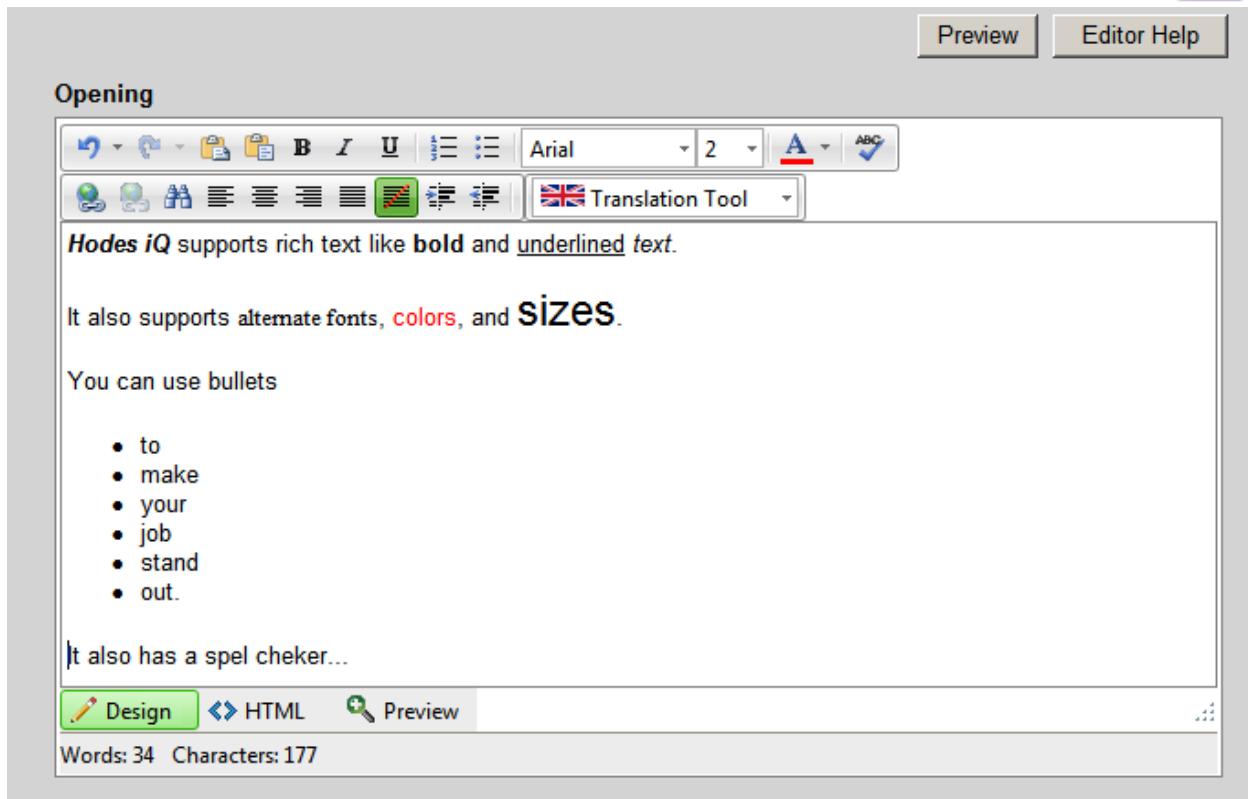 Preview Editor Help
Opening
B I U Arial 2 A ABC
Translation Tool
Hodes iQ supports rich text like bold and underlined text.
It also supports alternate fonts, colors, and sizes.
You can use bullets
• to
• make
• your
• job
• stand
• out.
It also has a spel cheker...
Design HTML Preview
Words: 34 Characters: 177